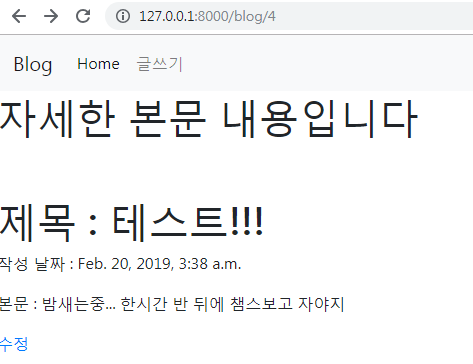 127.0.0.1:8000/blog/4
Blog Home 글쓰기
자세한 본문 내용입니다
제목 : 테스트!!!
작성 날짜 : Feb. 20, 2019, 3:38 a.m.
본문 : 밤새는중... 한시간 반 뒤에 챔스보고 자야지
수정